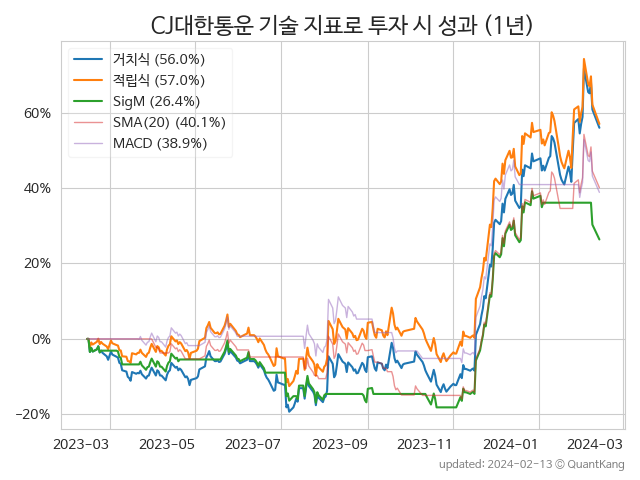 CJ대한통운 기술 지표로 투자 시 성과 (1년)
거치식 (56.0%)
적립식 (57.0%)
SigM (26.4%)
SMA(20) (40.1%)
MACD (38.9%)
60%
40%
20%
0%
−20%
2023-03 2023-05 2023-07 2023-09 2023-11 2024-01 2024-03
updated: 2024-02-13 © QuantKang